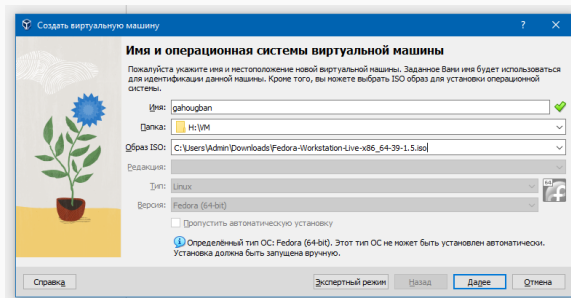 Создать виртуальную машину
Имя и операционная системы виртуальной машины
Пожалуйста укажите имя и местоположение новой виртуальной машины. Заданное Вами имя будет использоваться
для идентификации данной машины. Кроме того, вы можете выбрать ISO образ для установки операционной
системы.
Имя: gahougban
Папка: H:\VM
Образ ISO: C:\Users\Admin\Downloads\Fedora-Workstation-Live-x86_64-39-1.5.iso
Редакция:
Тип: Linux
64
Версия: Fedora (64-bit)
Пропустить автоматическую установку
Определённый тип ОС: Fedora (64-bit). Этот тип ОС не может быть установлен автоматически.
Установка должна быть запущена вручную.
Справка Экспертный режим Назад Далее Отмена